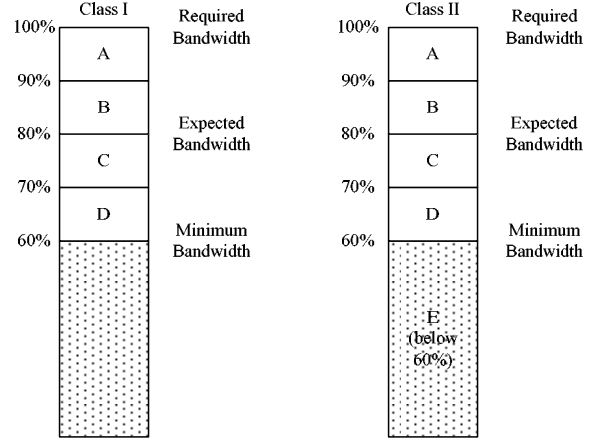 Class I
100%
Required
Bandwidth
A
90%
B
80%
Expected
Bandwidth
C
70%
D
60%
Minimum
Bandwidth
Class II
100%
Required
Bandwidth
A
90%
B
80%
Expected
Bandwidth
C
70%
D
60%
Minimum
Bandwidth
E
(below
60%)